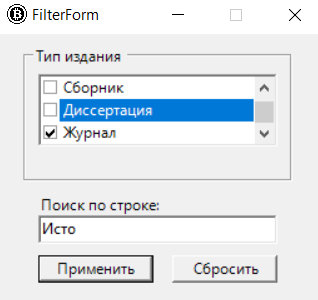 FilterForm
Тип издания
Сборник
Диссертация
Журнал
Поиск по строке:
Исто
Применить
Сбросить